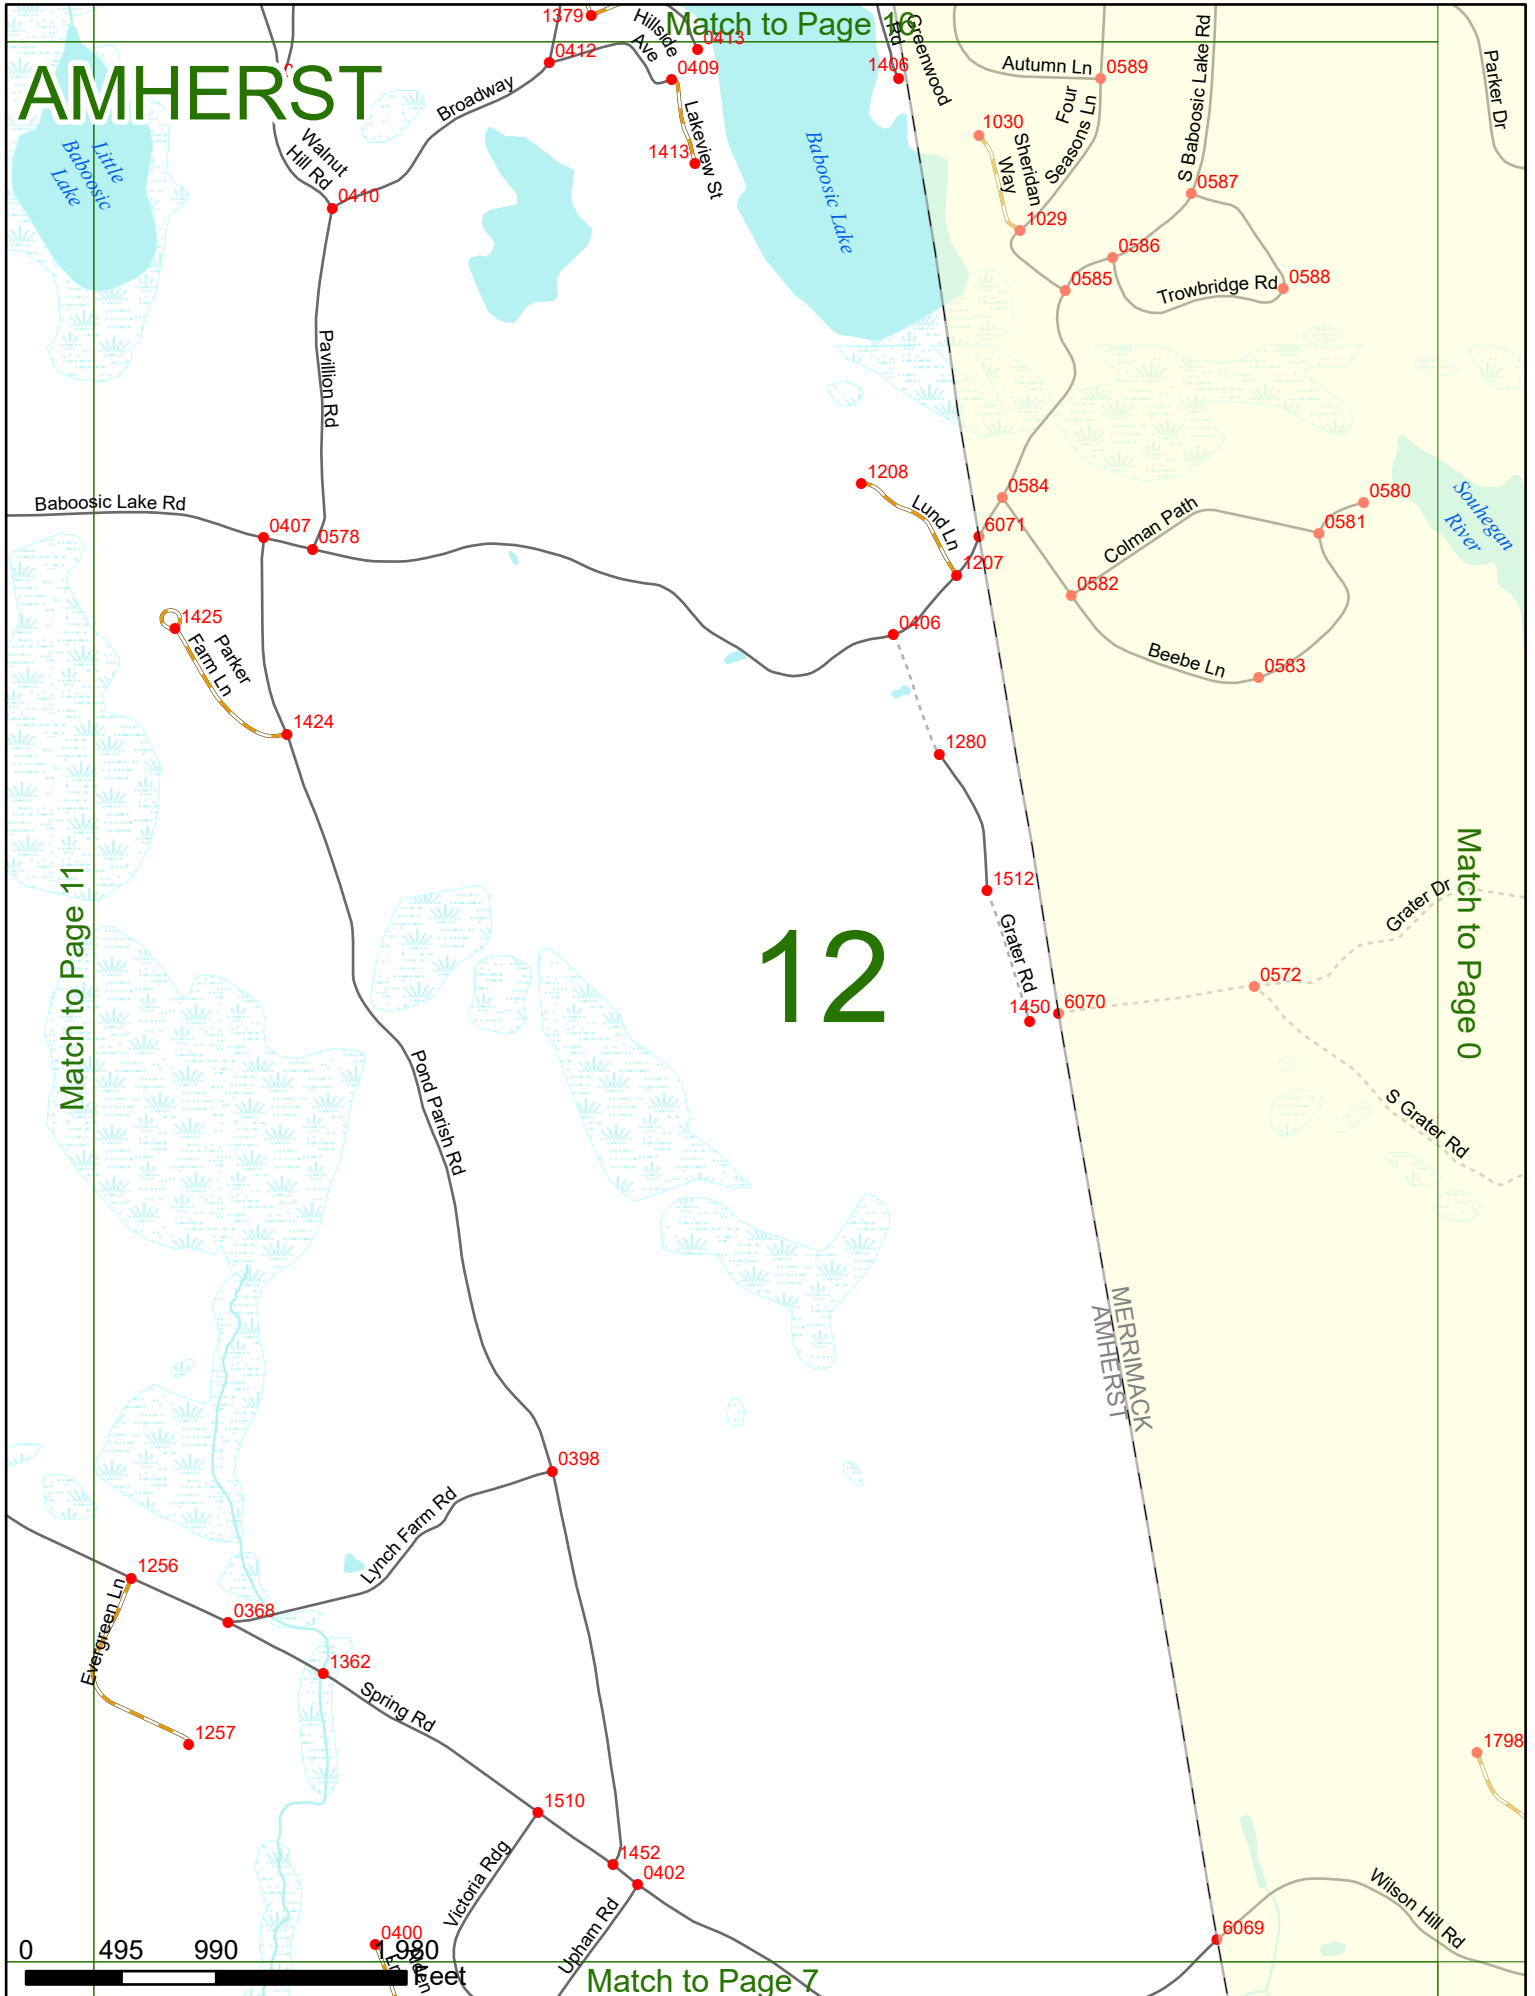 Match to Page 16
AMHERST
1379
Hillside
Ave
0413
0412
0409
Broadway
Lakeview St
1413
Walnut
Hill Rd
0410
Little
Baboosic
Lake
Baboosic Lake
Rd
Greenwood
1406
Autumn Ln
0589
Four
Seasons Ln
S Baboosic Lake Rd
Parker Dr
1030
Sheridan
Way
1029
0587
0586
0585
Trowbridge Rd
0588
Pavillion Rd
Baboosic Lake Rd
0407
0578
1208
Lund Ln
0584
6071
1207
0406
Colman Path
0580
0581
0582
Souhegan
River
Beebe Ln
0583
1425
Parker
Farm Ln
1424
1280
1512
Grater Rd
1450
6070
0572
Grater Dr
S Grater Rd
Match to Page 11
Match to Page 0
12
Pond Parish Rd
MERRIMACK
AMHERST
0398
Lynch Farm Rd
1256
Evergreen Ln
0368
1362
Spring Rd
1257
1510
Victoria Rdg
1452
0402
Upham Rd
1798
Wilson Hill Rd
6069
0400
0 495 990 1,980
Feet
Match to Page 7